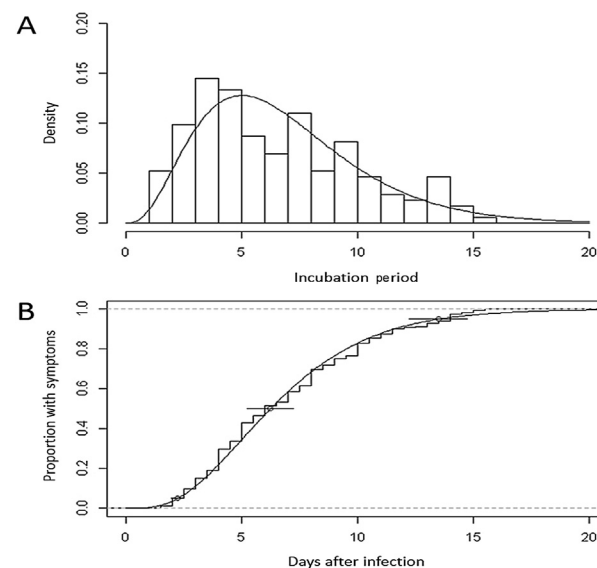 A
0.20
0.15
0.10
0.05
0.00
Density
0 5 10 15 20
Incubation period
B
1.0
0.8
0.6
0.4
0.2
0.0
Proportion with symptoms
0 5 10 15 20
Days after infection